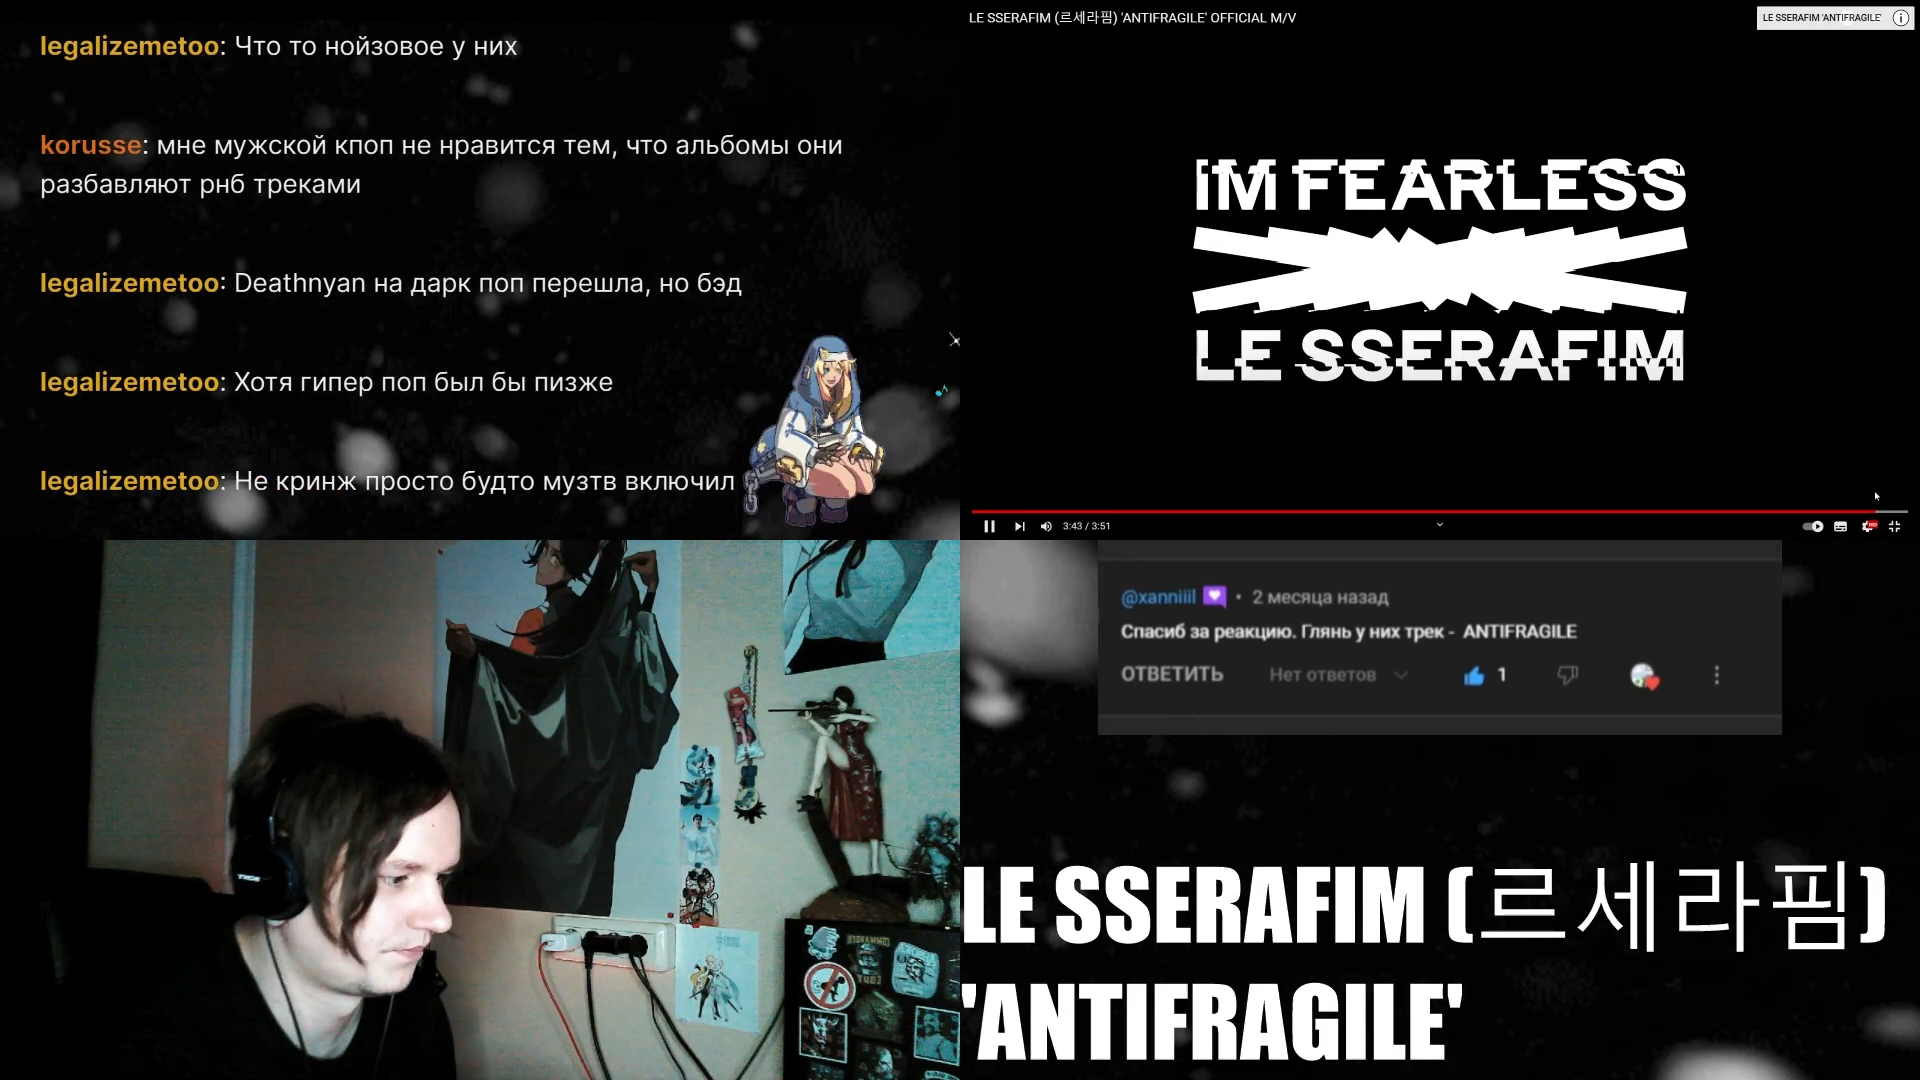 legalizemetoo: Что то нойзовое у них
korusse: мне мужской кпоп не нравится тем, что альбомы они
разбавляют рнб треками
legalizemetoo: Deathnyan на дарк поп перешла, но бэд
legalizemetoo: Хотя гипер поп был бы пизже
legalizemetoo: Не кринж просто будто музтв включил
LE SSERAFIM (르세라핌) 'ANTIFRAGILE' OFFICIAL M/V
LE SSERAFIM 'ANTIFRAGILE'
IM FEARLESS
LE SSERAFIM
3:43 / 3:51
@xanniiil • 2 месяца назад
Спасиб за реакцию. Глянь у них трек - ANTIFRAGILE
ОТВЕТИТЬ Нет ответов 1
LE SSERAFIM (르세라핌)
'ANTIFRAGILE'